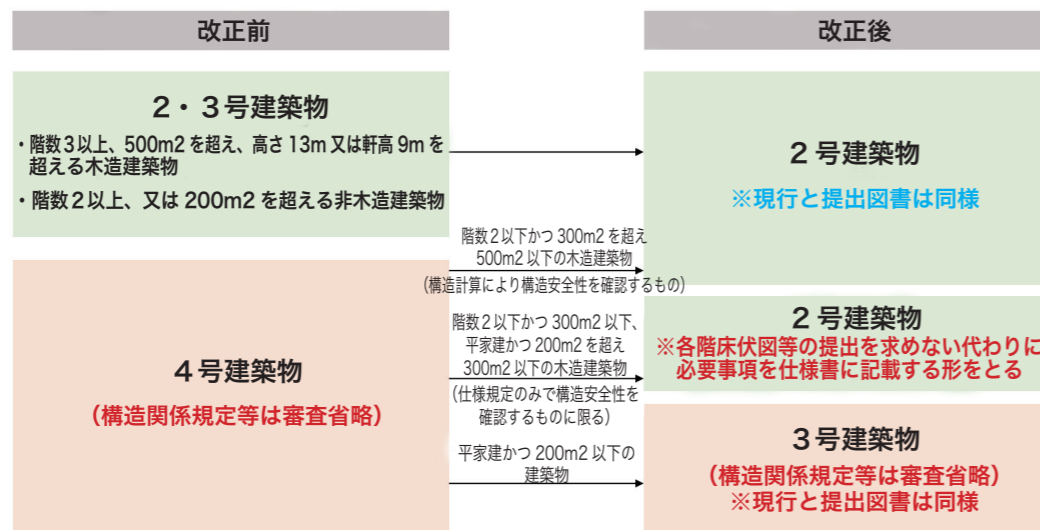 改正前
改正後
２・３号建築物
・階数３以上、500m2 を超え、高さ 13m 又は軒高 9m を
超える木造建築物
・階数２以上、又は 200m2 を超える非木造建築物
２号建築物
※現行と提出図書は同様
階数２以下かつ 300m2 を超え
500m2 以下の木造建築物
（構造計算により構造安全性を確認するもの）
４号建築物
（構造関係規定等は審査省略）
階数２以下かつ 300m2 以下、
平家建かつ 200m2 を超え
300m2 以下の木造建築物
（仕様規定のみで構造安全性を
確認するものに限る）
２号建築物
※各階床伏図等の提出を求めない代わりに
必要事項を仕様書に記載する形をとる
平家建かつ 200m2 以下の
建築物
３号建築物
（構造関係規定等は審査省略）
※現行と提出図書は同様